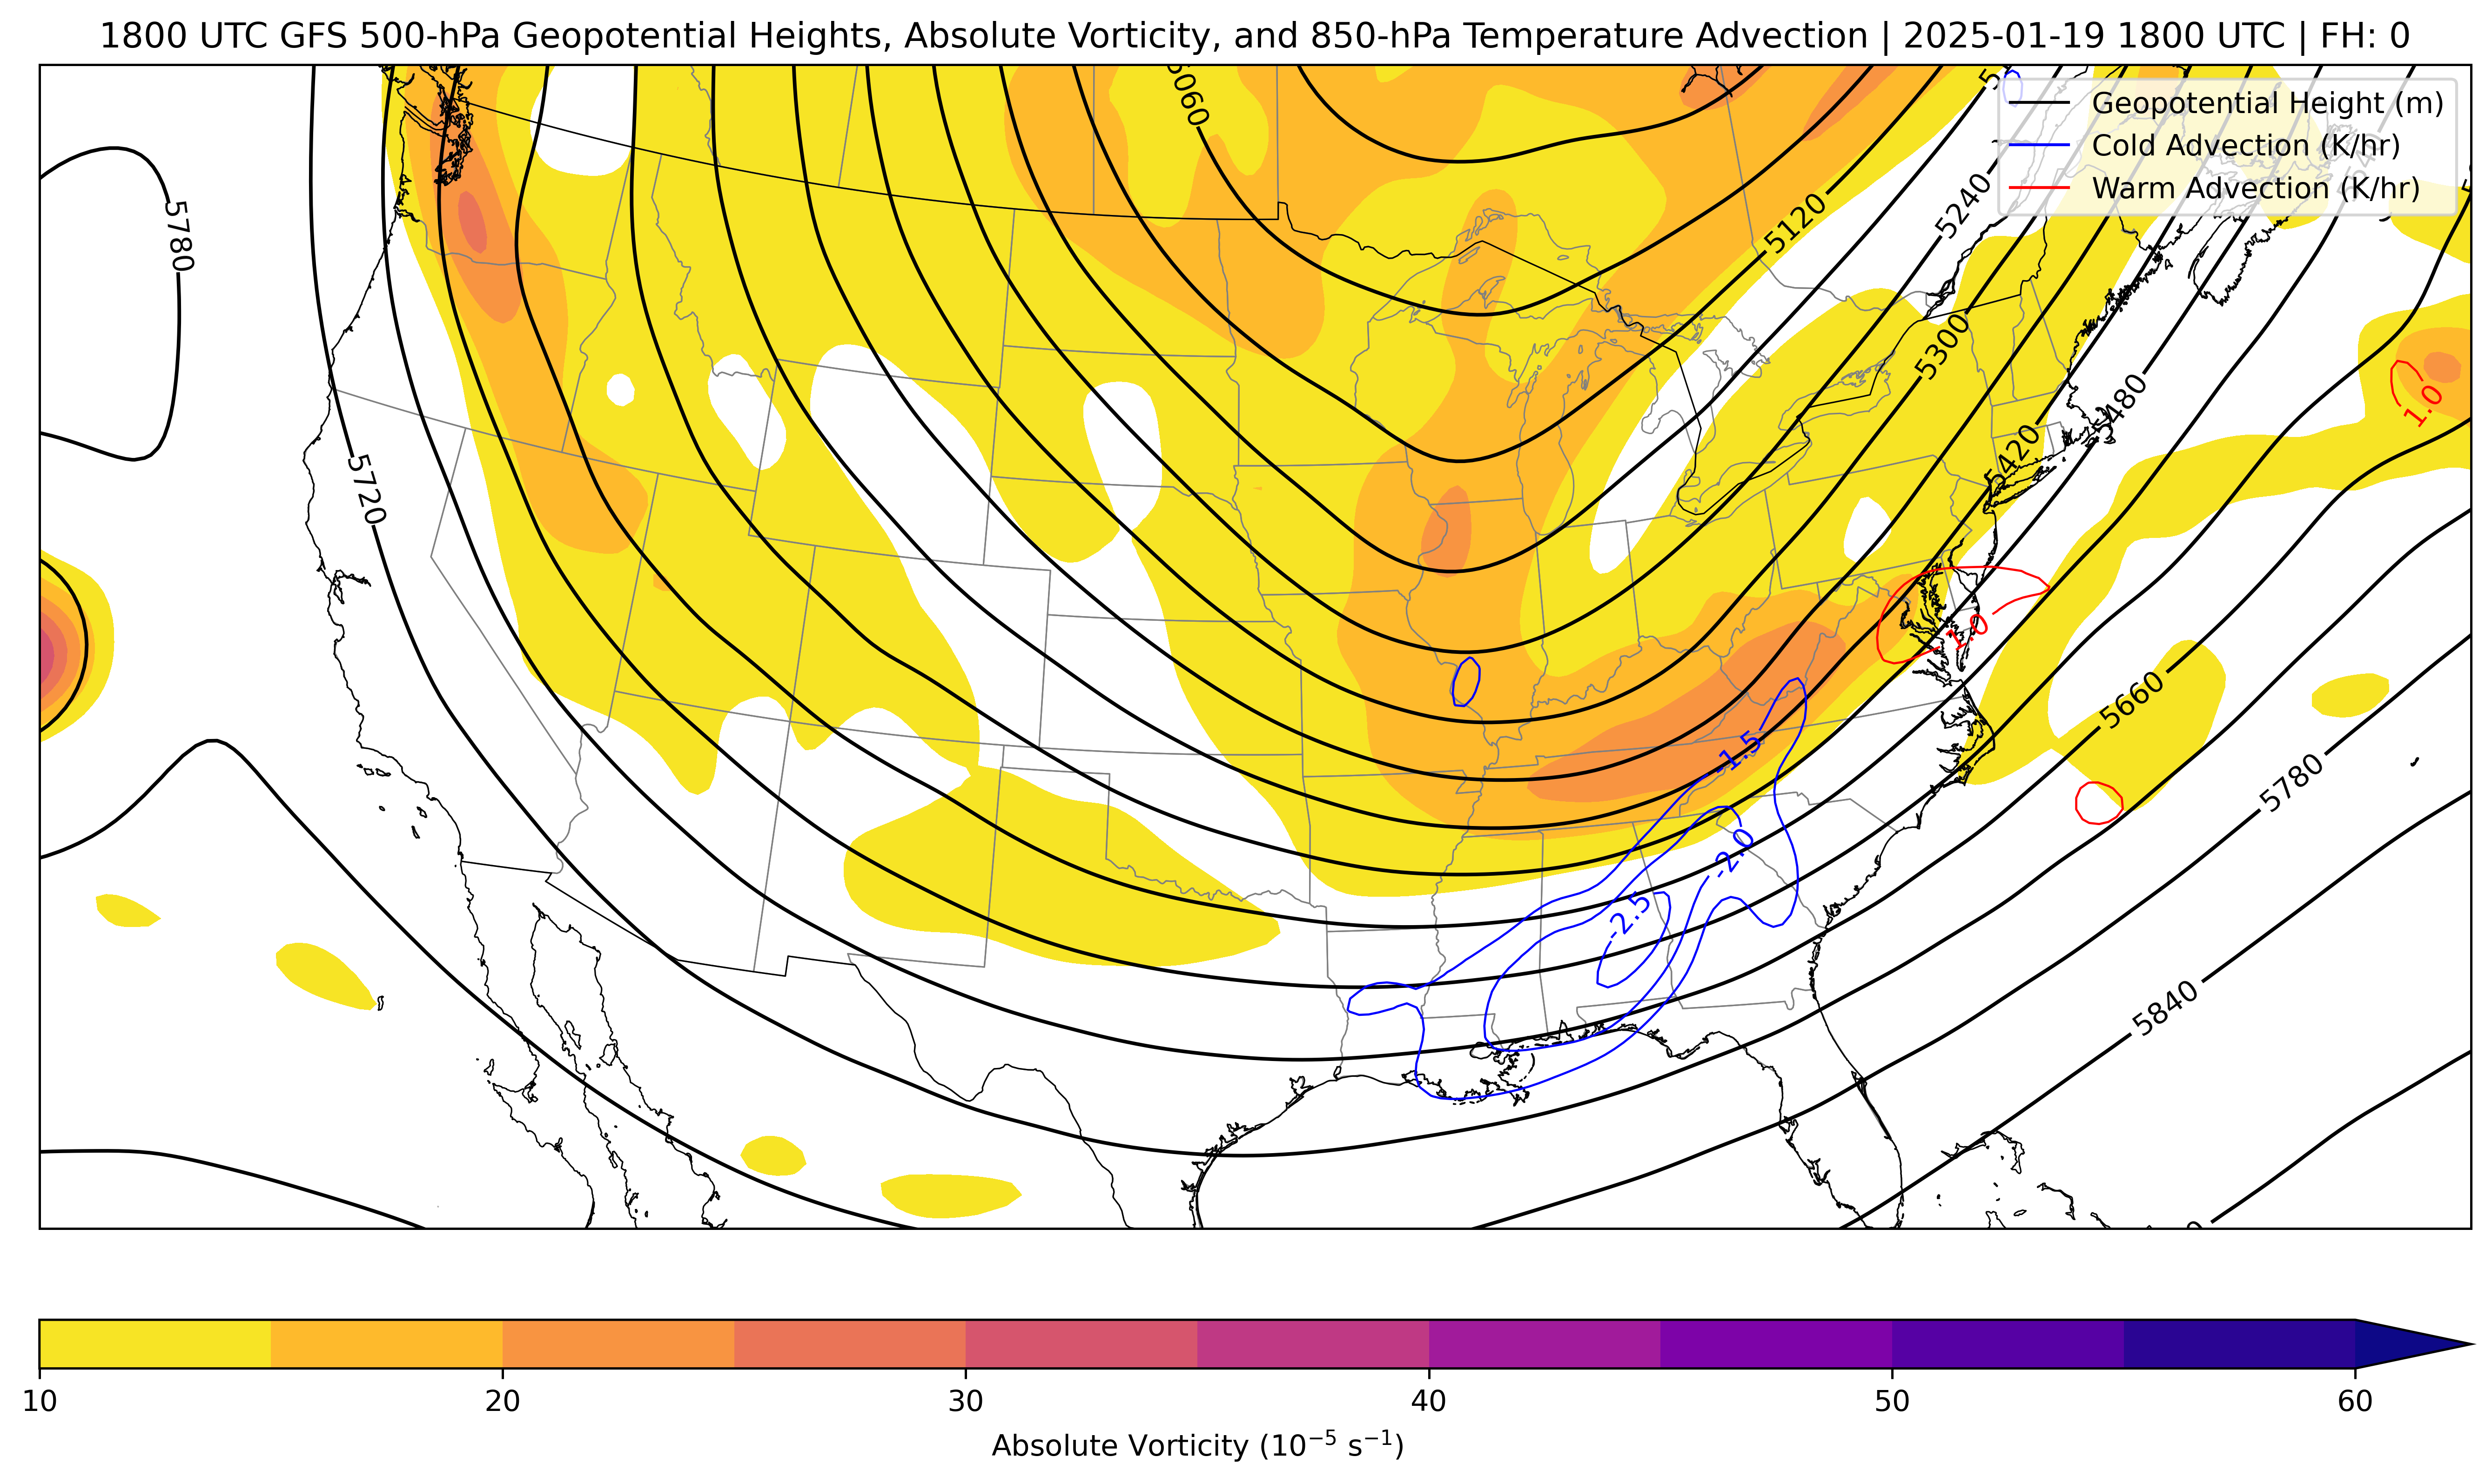 1800 UTC GFS 500-hPa Geopotential Heights, Absolute Vorticity, and 850-hPa Temperature Advection | 2025-01-19 1800 UTC | FH: 0
Geopotential Height (m)
Cold Advection (K/hr)
Warm Advection (K/hr)
5060
5120
5240
5780
5300
5480
1.0
5420
5720
1.0
5660
-1.5
5780
-2.0
-2.5
5840
10 20 30 40 50 60
Absolute Vorticity (10⁻⁵ s⁻¹)